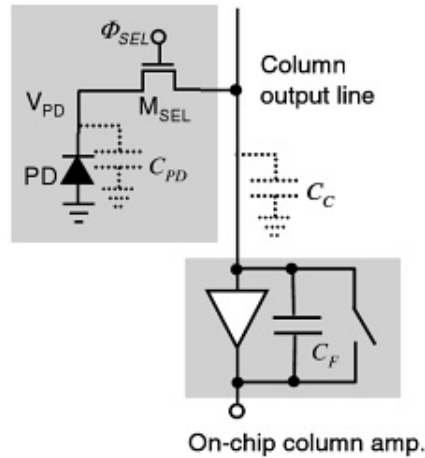 Φ_SEL
V_PD
M_SEL
Column
output line
PD
C_PD
C_C
C_F
On-chip column amp.